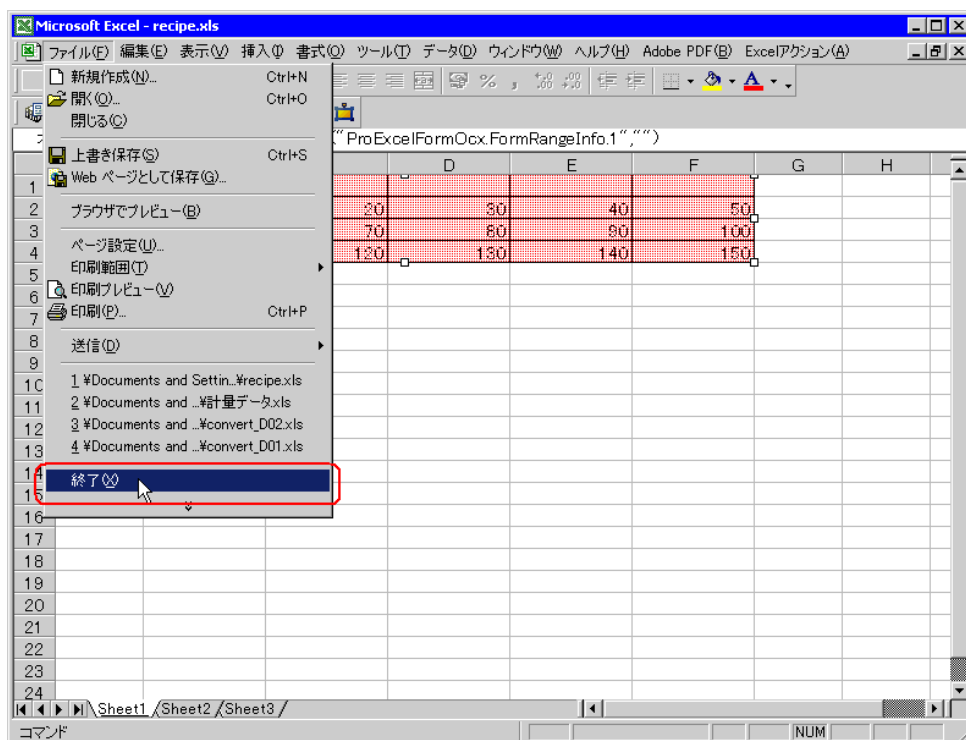 Microsoft Excel - recipe.xls
ファイル(F) 編集(E) 表示(V) 挿入(I) 書式(O) ツール(T) データ(D) ウィンドウ(W) ヘルプ(H) Adobe PDF(B) Excelアクション(A)
新規作成(N)... Ctrl+N
開く(O)... Ctrl+O
閉じる(C)
上書き保存(S) Ctrl+S
Web ページとして保存(G)...
ブラウザでプレビュー(B)
ページ設定(U)...
印刷範囲(T)
印刷プレビュー(V)
印刷(P)... Ctrl+P
送信(D)
1 ¥Documents and Settin...¥recipe.xls
2 ¥Documents and ...¥計量データ.xls
3 ¥Documents and ...¥convert_D02.xls
4 ¥Documents and ...¥convert_D01.xls
終了(X)
("ProExcelFormOcx.FormRangeInfo.1","")
D E F G H
1
2 20 30 40 50
3 70 80 90 100
4 120 130 140 150
5
6
7
8
9
10
11
12
13
14
15
16
17
18
19
20
21
22
23
24
Sheet1 Sheet2 Sheet3
コマンド NUM